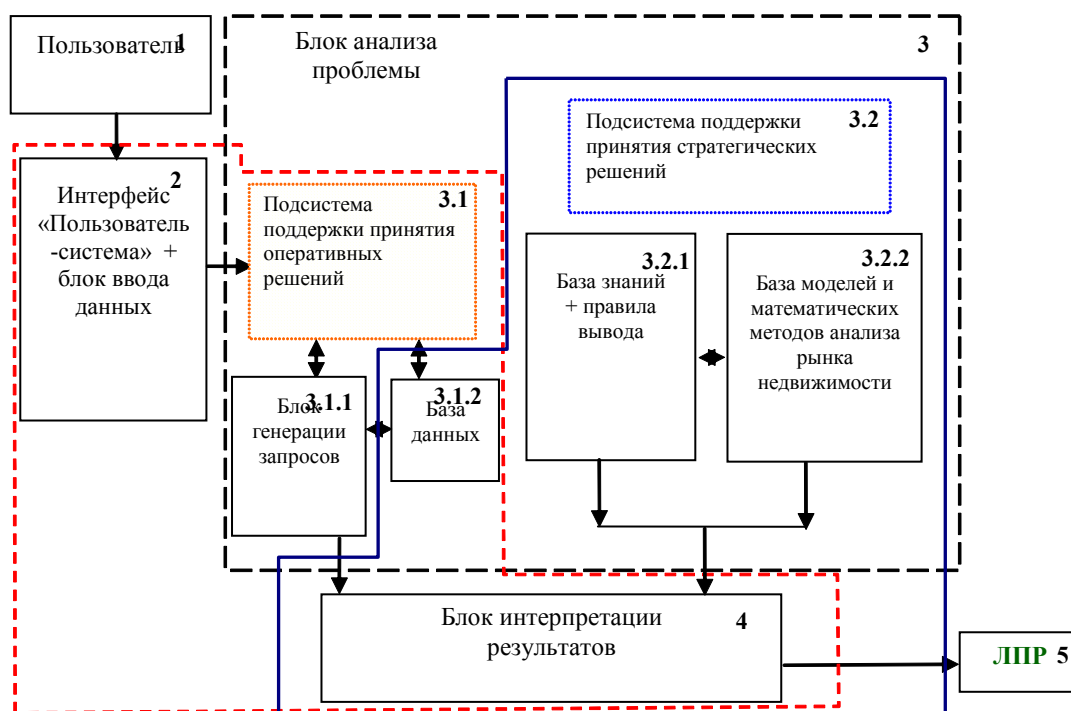 Пользователь 1
Блок анализа
проблемы
3
2
Интерфейс
«Пользователь
-система» +
блок ввода
данных
3.1
Подсистема
поддержки принятия
оперативных
решений
3.2
Подсистема поддержки
принятия стратегических
решений
3.2.1
База знаний
+ правила
вывода
3.2.2
База моделей и
математических
методов анализа
рынка
недвижимости
3.1.1
Блок
генерации
запросов
3.1.2
База
данных
Блок интерпретации
результатов
4
ЛПР 5